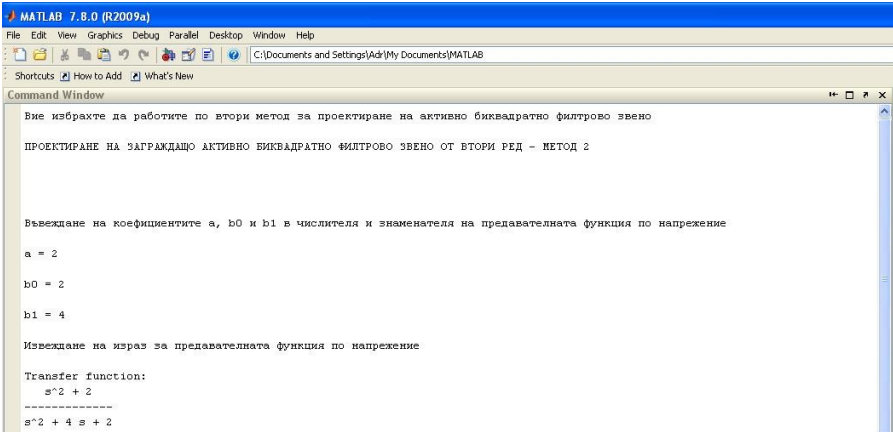 MATLAB 7.8.0 (R2009a)
File Edit View Graphics Debug Parallel Desktop Window Help
C:\Documents and Settings\Adr\My Documents\MATLAB
Shortcuts How to Add What's New
Command Window
Вие избрахте да работите по втори метод за проектиране на активно биквадратно филтрово звено
ПРОЕКТИРАНЕ НА ЗАГРАЖДАЩО АКТИВНО БИКВАДРАТНО ФИЛТРОВО ЗВЕНО ОТ ВТОРИ РЕД - МЕТОД 2
Въвеждане на коефициентите a, b0 и b1 в числителя и знаменателя на предавателната функция по напрежение
a = 2
b0 = 2
b1 = 4
Извеждане на израз за предавателната функция по напрежение
Transfer function:
s^2 + 2
-------------
s^2 + 4 s + 2